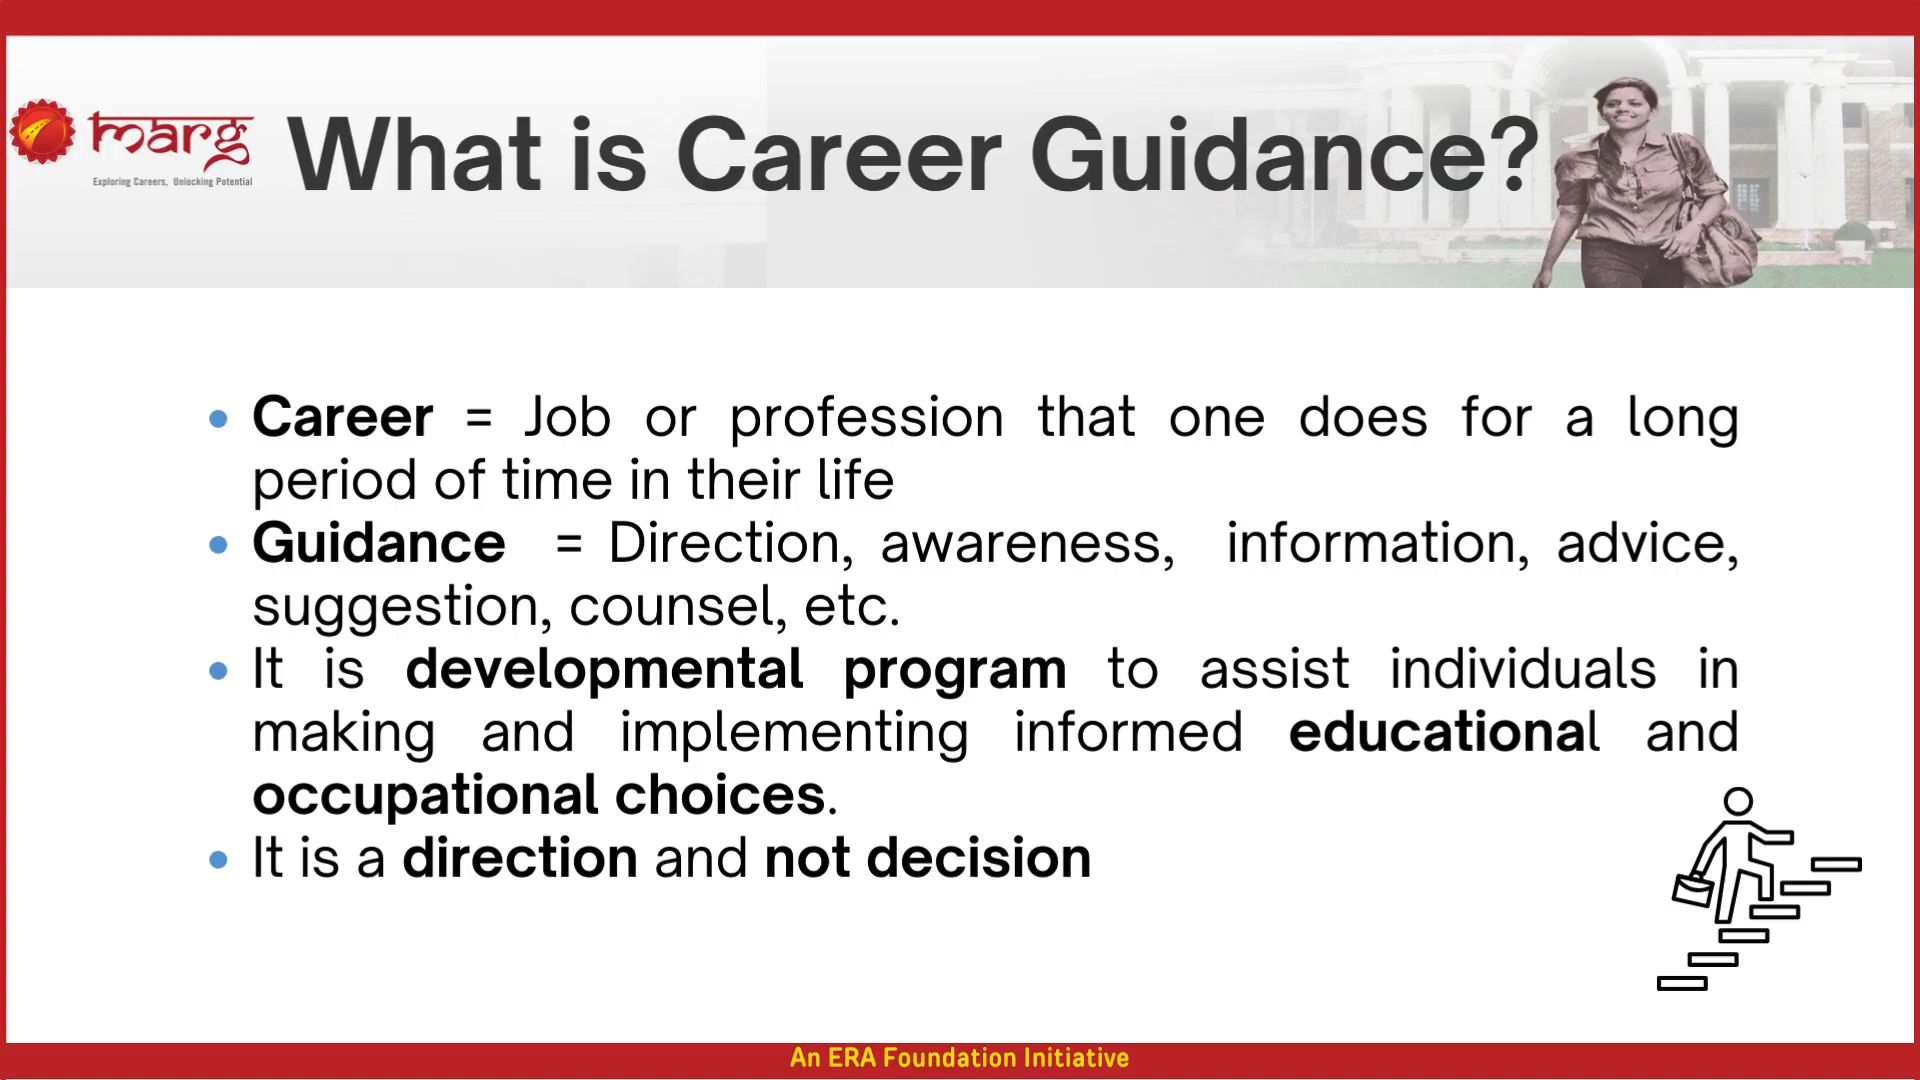 marg
Exploring Careers, Unlocking Potential
What is Career Guidance?
• Career = Job or profession that one does for a long
period of time in their life
• Guidance = Direction, awareness, information, advice,
suggestion, counsel, etc.
• It is developmental program to assist individuals in
making and implementing informed educational and
occupational choices.
• It is a direction and not decision
An ERA Foundation Initiative